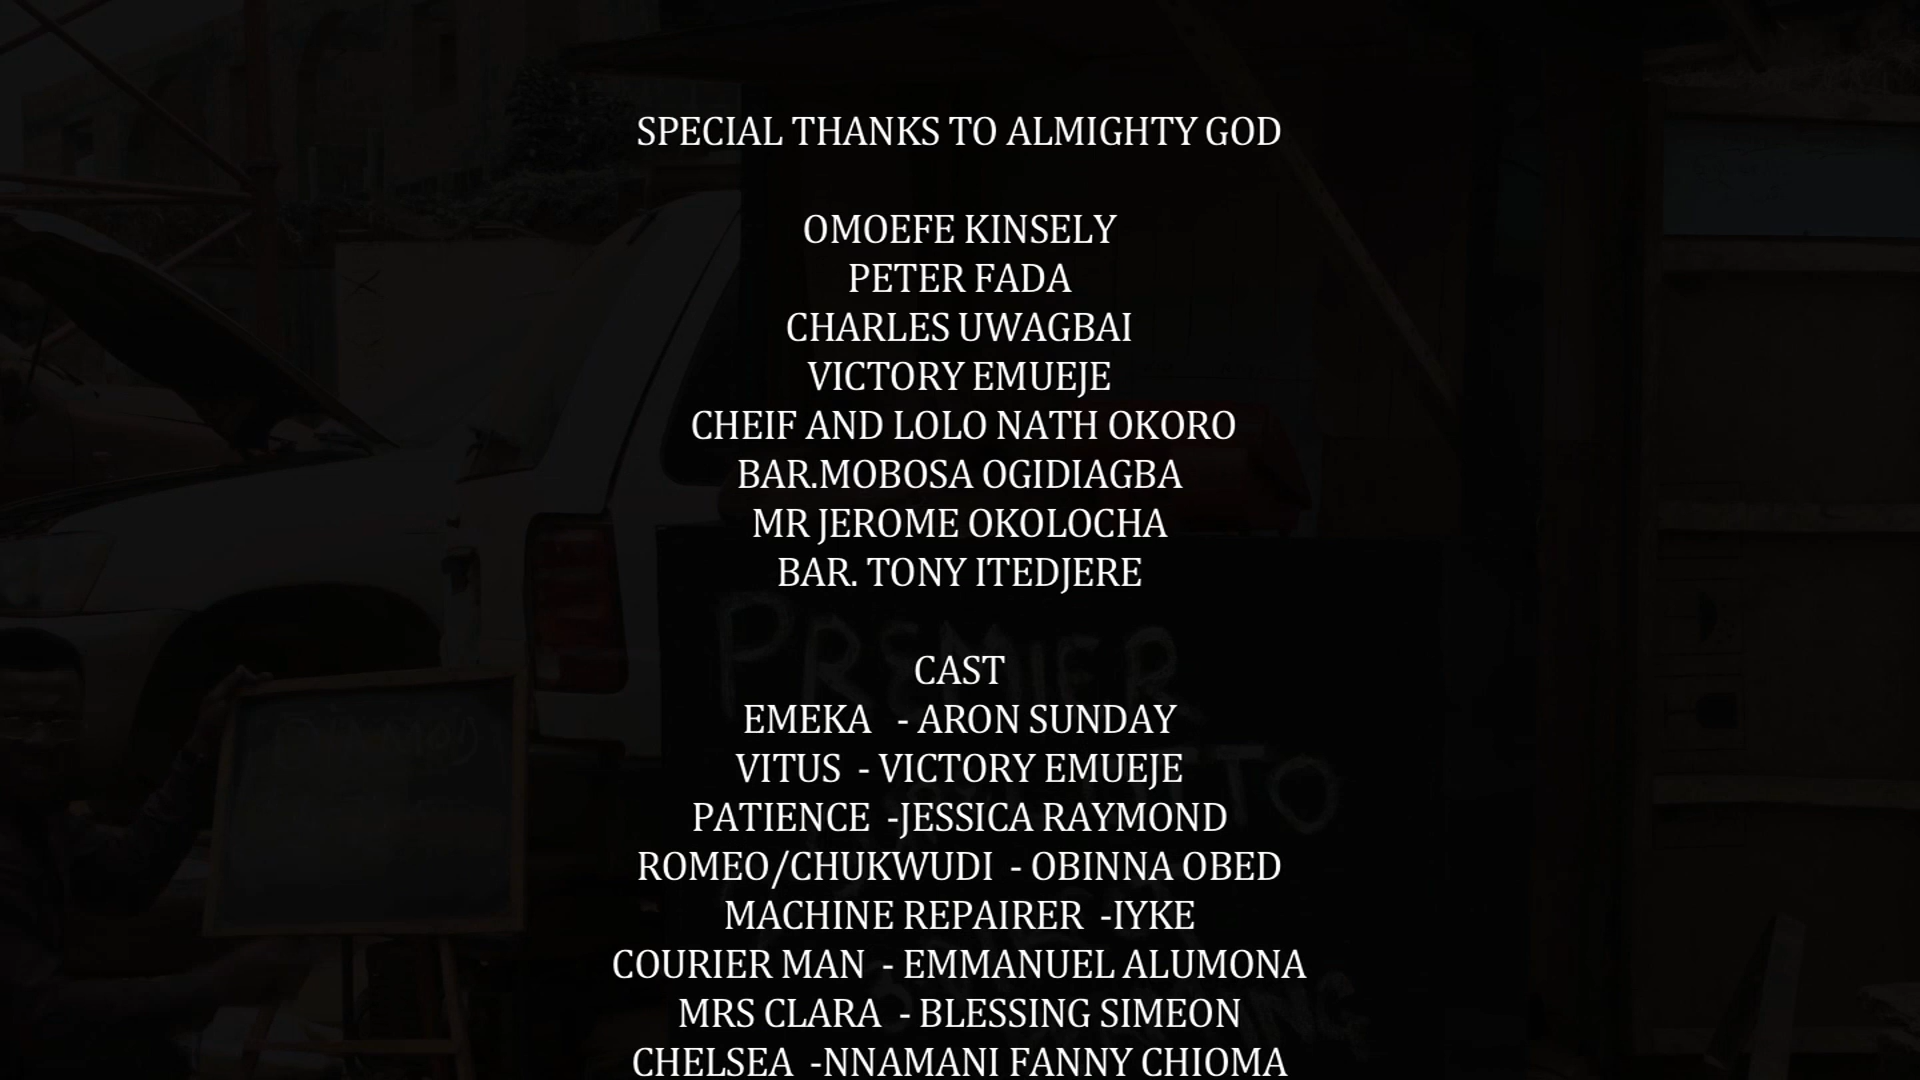 SPECIAL THANKS TO ALMIGHTY GOD
OMOEFE KINSELY
PETER FADA
CHARLES UWAGBAI
VICTORY EMUEJE
CHEIF AND LOLO NATH OKORO
BAR.MOBOSA OGIDIAGBA
MR JEROME OKOLOCHA
BAR. TONY ITEDJERE
CAST
EMEKA - ARON SUNDAY
VITUS - VICTORY EMUEJE
PATIENCE -JESSICA RAYMOND
ROMEO/CHUKWUDI - OBINNA OBED
MACHINE REPAIRER -IYKE
COURIER MAN - EMMANUEL ALUMONA
MRS CLARA - BLESSING SIMEON
CHELSEA -NNAMANI FANNY CHIOMA
PREMIER